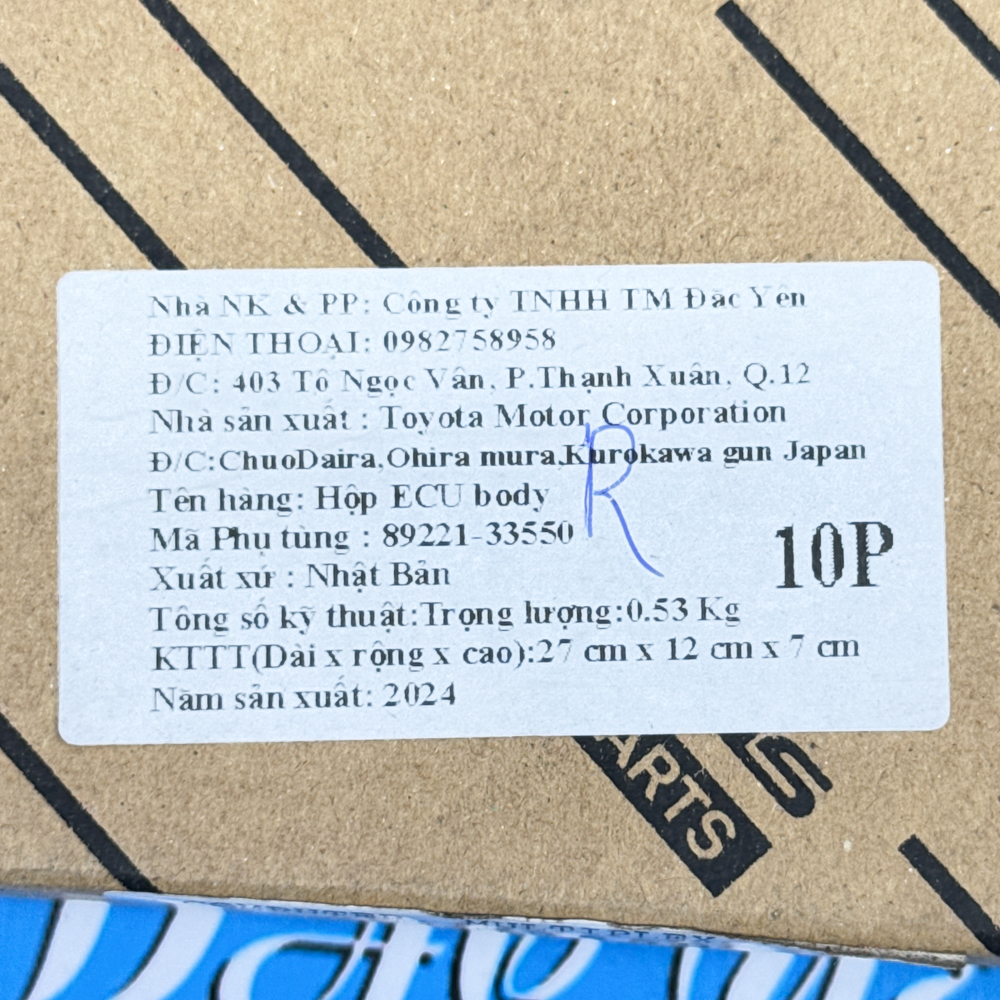 Nhà NK & PP: Công ty TNHH TM Đăc Yên
ĐIỆN THOẠI: 0982758958
Đ/C: 403 Tô Ngọc Vân, P.Thạnh Xuân, Q.12
Nhà sản xuất : Toyota Motor Corporation
Đ/C:ChuoDaira,Ohira mura,Kurokawa gun Japan
Tên hàng: Hộp ECU body
R
Mã Phụ tùng : 89221-33550
10P
Xuất xứ : Nhật Bản
Tông số kỹ thuật:Trọng lượng:0.53 Kg
KTTT(Dài x rộng x cao):27 cm x 12 cm x 7 cm
Năm sản xuất: 2024
ARTS